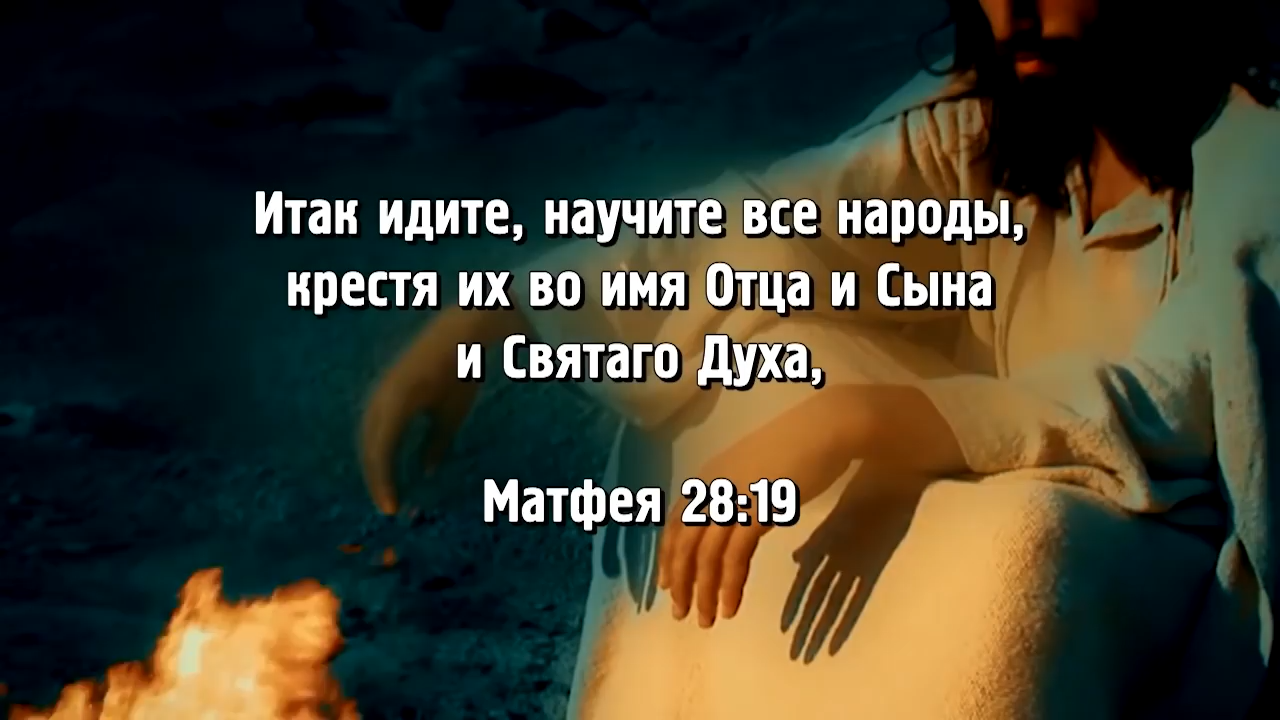 Итак идите, научите все народы,
крестя их во имя Отца и Сына
и Святаго Духа,
Матфея 28:19